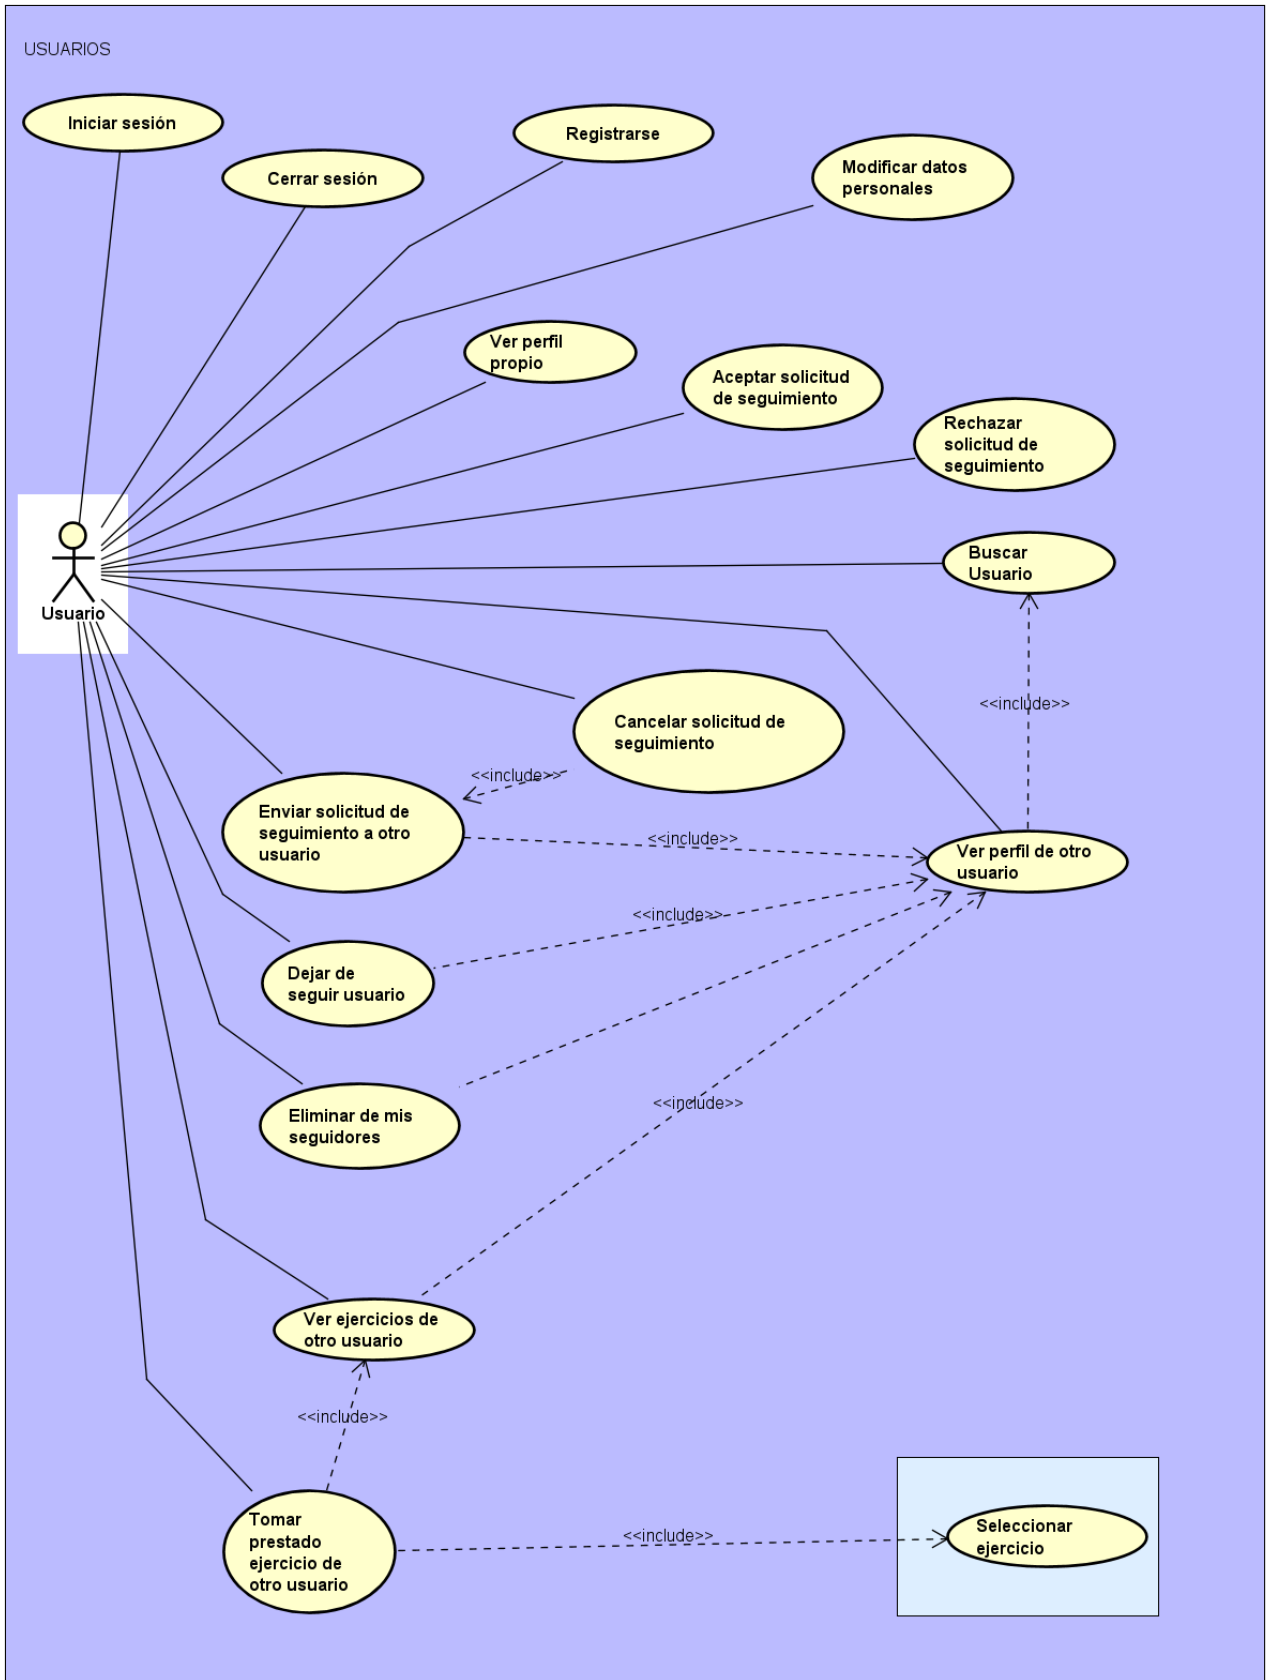 USUARIOS
Iniciar sesión
Cerrar sesión
Registrarse
Modificar datos
personales
Ver perfil
propio
Aceptar solicitud
de seguimiento
Rechazar
solicitud de
seguimiento
Buscar
Usuario
Usuario
<<include>>
Cancelar solicitud de
seguimiento
<<include>>
Enviar solicitud de
seguimiento a otro
usuario
<<include>>
Ver perfil de otro
usuario
<<include>>
Dejar de
seguir usuario
Eliminar de mis
seguidores
<<include>>
Ver ejercicios de
otro usuario
<<include>>
Tomar
prestado
ejercicio de
otro usuario
<<include>>
Seleccionar
ejercicio